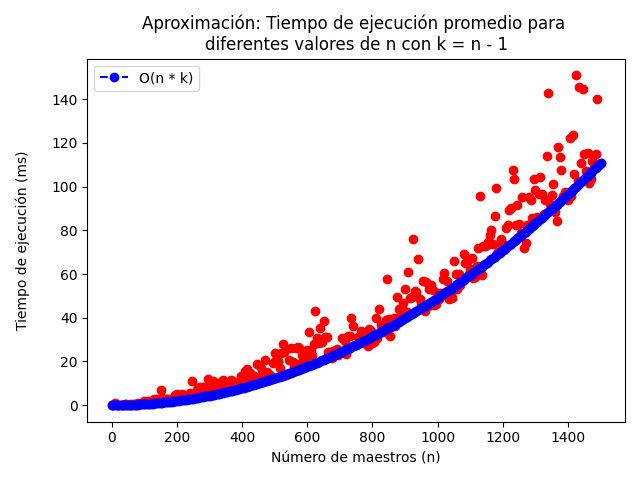 Aproximación: Tiempo de ejecución promedio para
diferentes valores de n con k = n - 1
O(n * k)
Tiempo de ejecución (ms)
140
120
100
80
60
40
20
0
0 200 400 600 800 1000 1200 1400
Número de maestros (n)